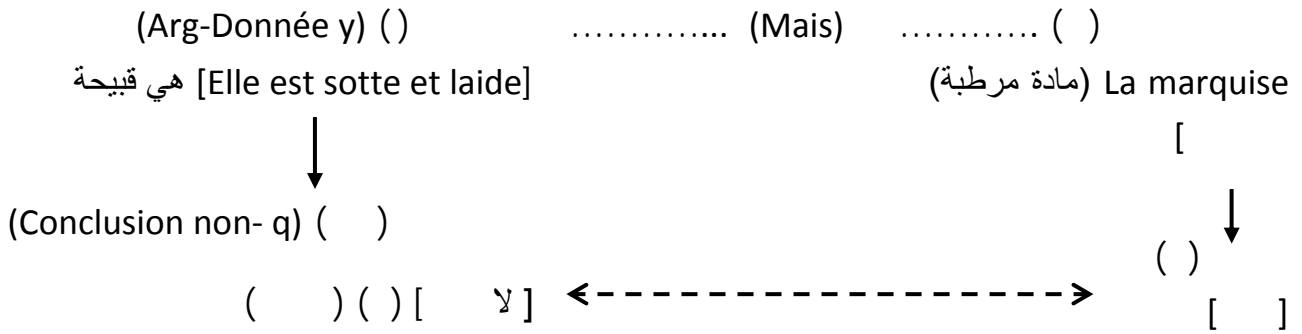 (Arg-Donnée y) ( ) ………….. (Mais) …………. ( )
هي قبيحة [Elle est sotte et laide] La marquise (مادة مرطبة)
[
(Conclusion non- q) ( )
( )
( ) ( ) [ لا ] [ ]